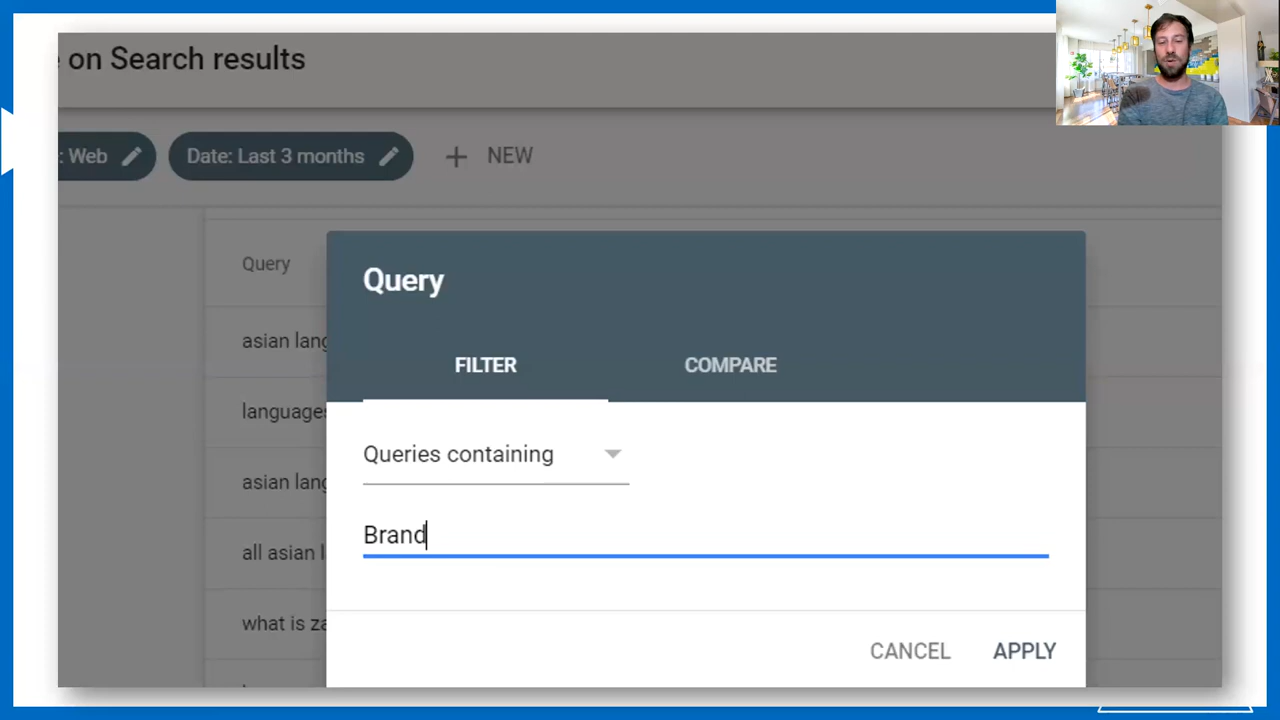 on Search results
: Web
Date: Last 3 months
+ NEW
Query
Query
FILTER
COMPARE
asian lang
languages
Queries containing
asian lang
Brand
all asian l
what is za
CANCEL
APPLY